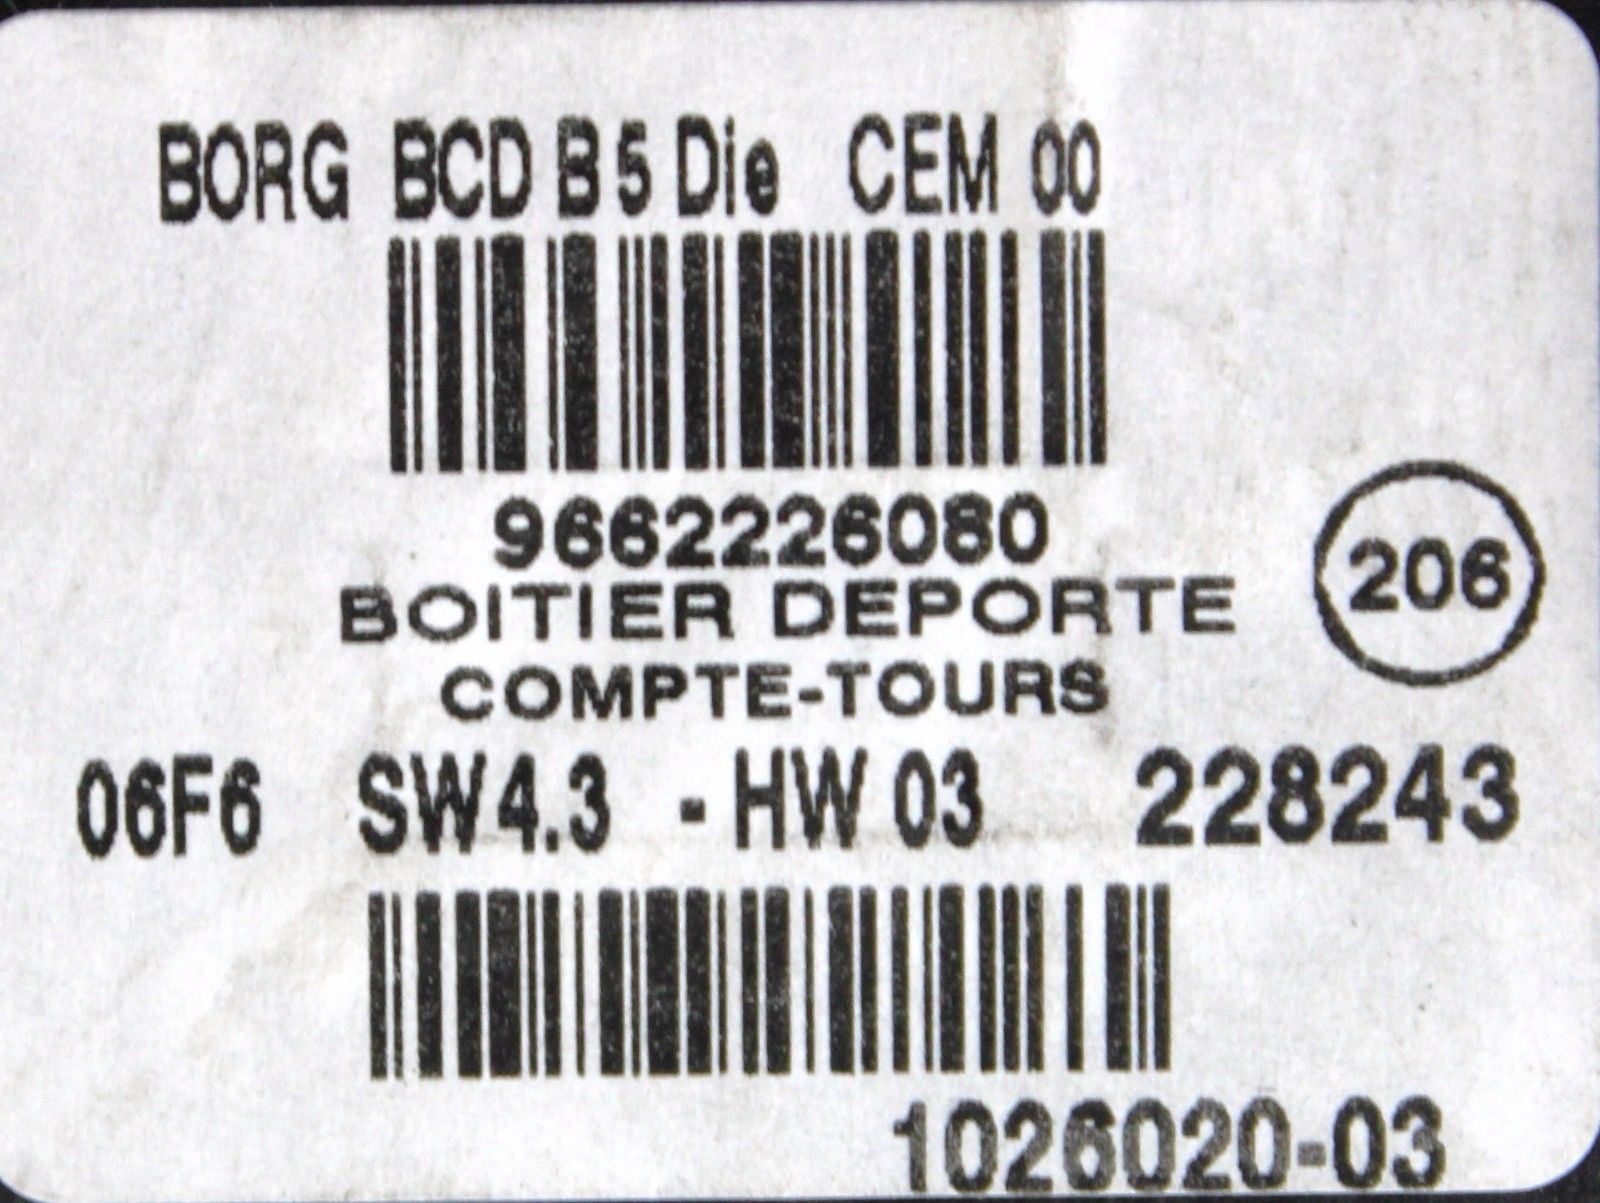 BORG BCD B5 Die CEM 00
9662226080
206
BOITIER DEPORTE
COMPTE-TOURS
06F6 SW4.3 - HW 03 228243
1026020-03